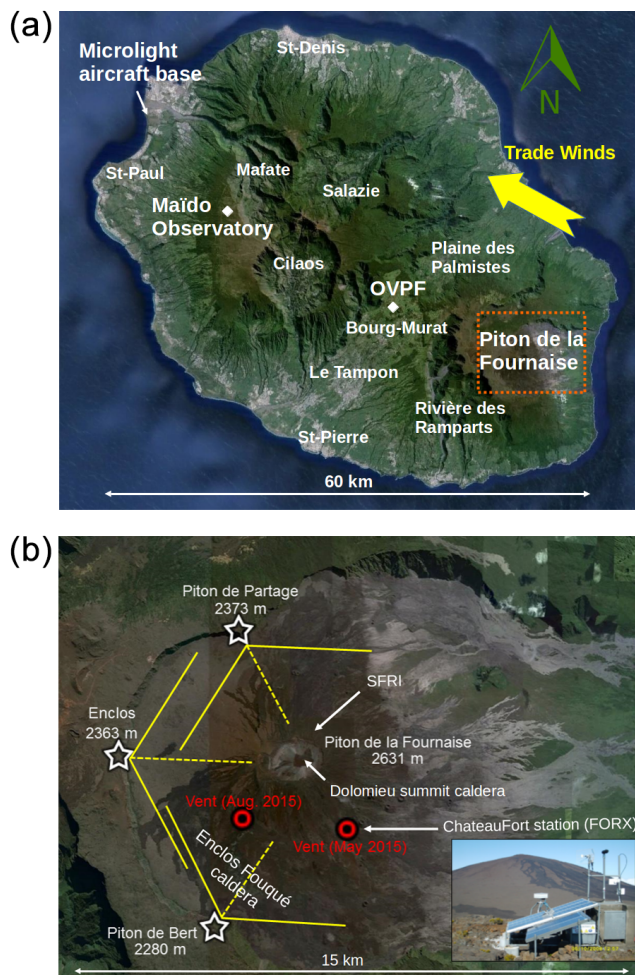 (a)
St-Denis
Microlight
aircraft base
N
Trade Winds
St-Paul
Mafate
Salazie
Maïdo
Observatory
Plaine des
Palmistes
Cilaos
OVPF
Bourg-Murat
Piton de la
Fournaise
Le Tampon
Rivière des
Ramparts
St-Pierre
60 km
(b)
Piton de Partage
2373 m
SFRI
Enclos
2363 m
Piton de la Fournaise
2631 m
Dolomieu summit caldera
Vent (Aug. 2015)
ChateauFort station (FORX)
Vent (May 2015)
Enclos Fouqué
caldera
Piton de Bert
2280 m
15 km